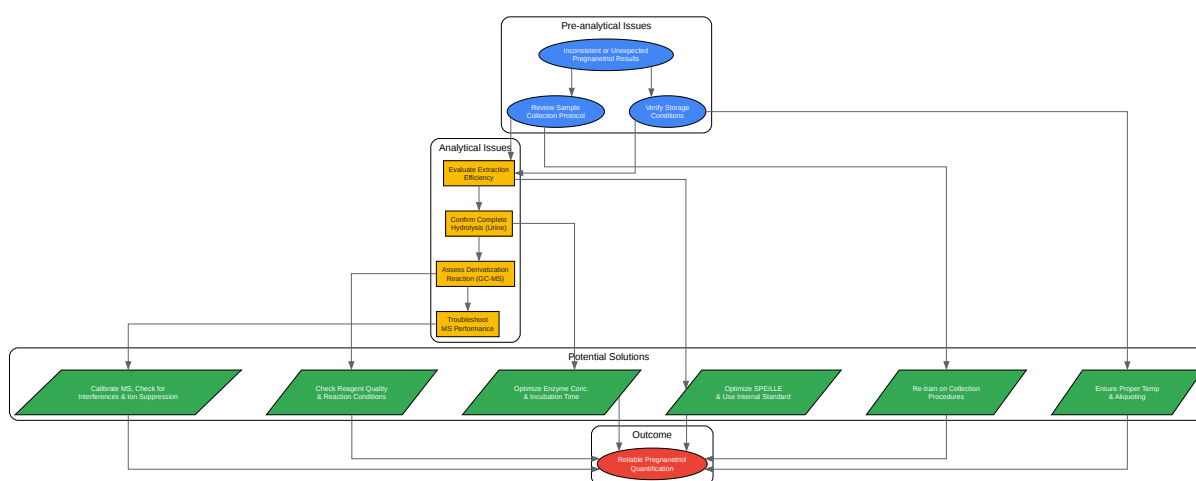 Pre-analytical Issues
Inconsistent or Unexpected
Pregnanetriol Results
Review Sample
Collection Protocol
Verify Storage
Conditions
Analytical Issues
Evaluate Extraction
Efficiency
Confirm Complete
Hydrolysis (Urine)
Assess Derivatization
Reaction (GC-MS)
Troubleshoot
MS Performance
Potential Solutions
Calibrate MS, Check for
Interferences & Ion Suppression
Check Reagent Quality
& Reaction Conditions
Optimize Enzyme Conc.
& Incubation Time
Optimize SPE/LLE
& Use Internal Standard
Re-train on Collection
Procedures
Ensure Proper Temp
& Aliquoting
Outcome
Reliable Pregnanetriol
Quantification